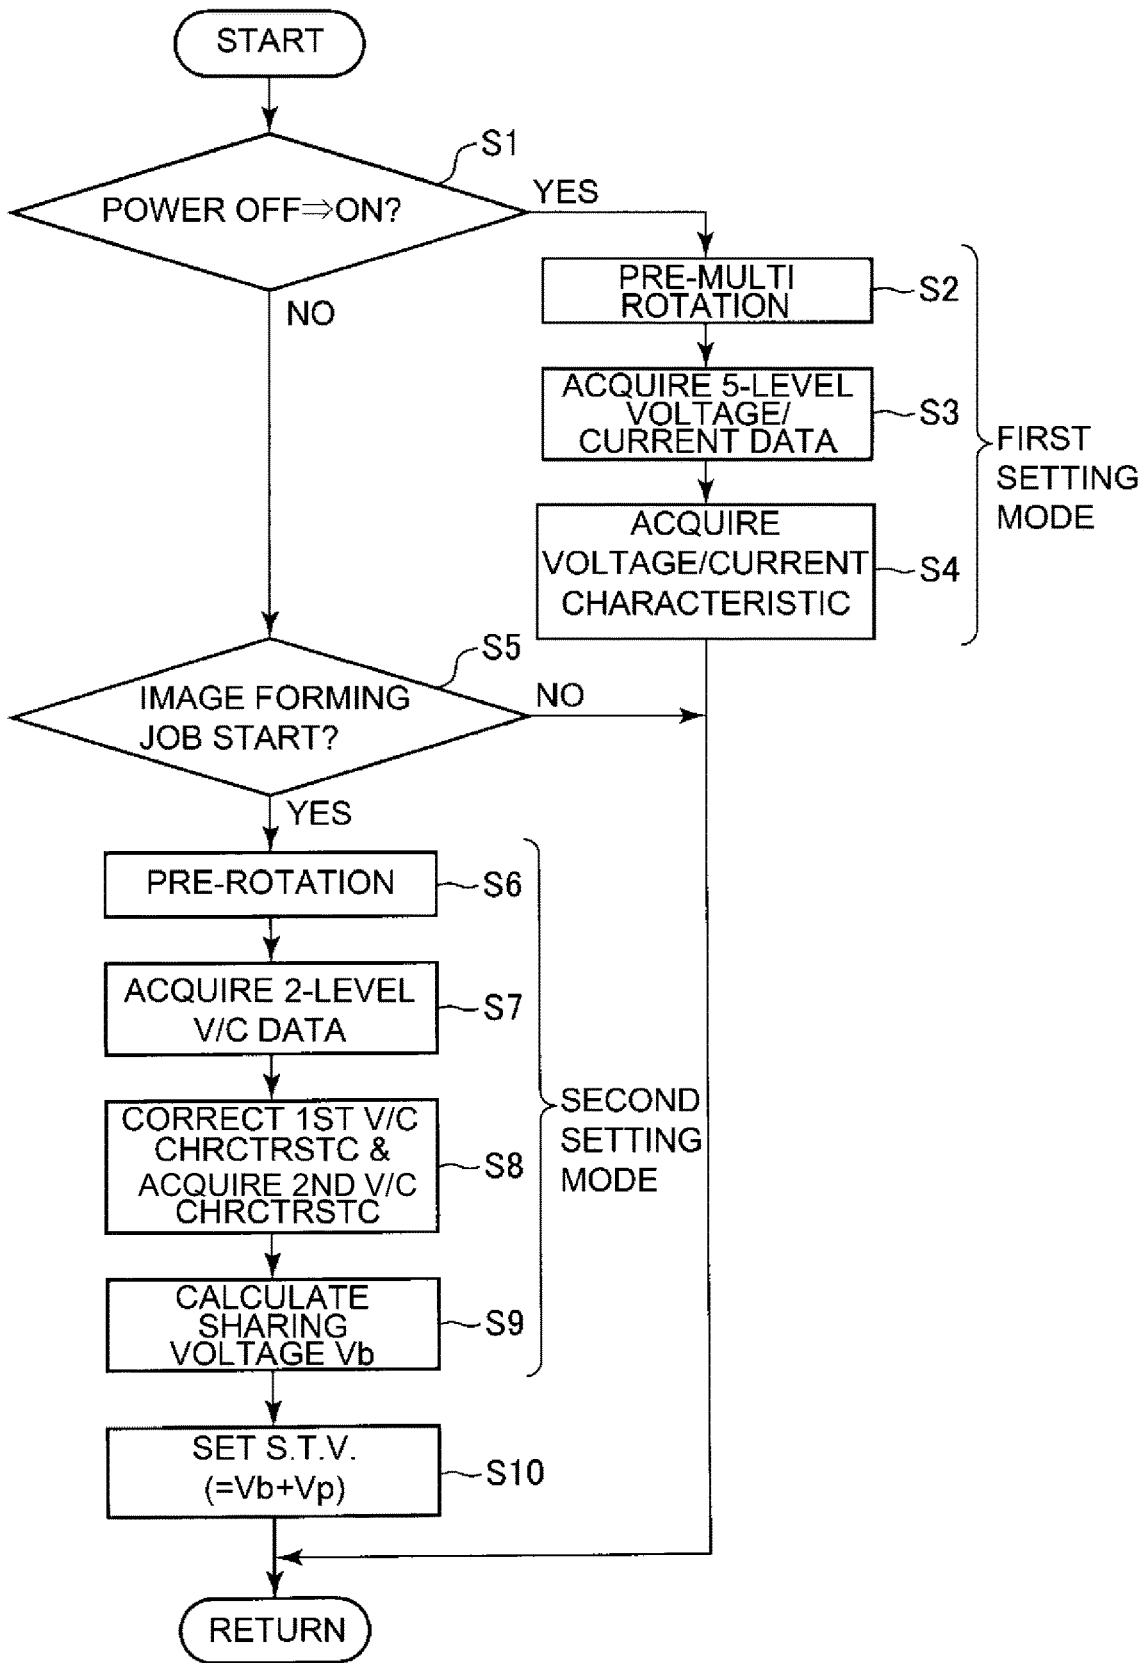 START
S1
POWER OFF⇒ON?
YES
NO
PRE-MULTI
ROTATION
S2
ACQUIRE 5-LEVEL
VOLTAGE/
CURRENT DATA
S3
ACQUIRE
VOLTAGE/CURRENT
CHARACTERISTIC
S4
FIRST
SETTING
MODE
S5
IMAGE FORMING
JOB START?
NO
YES
PRE-ROTATION
S6
ACQUIRE 2-LEVEL
V/C DATA
S7
CORRECT 1ST V/C
CHRCTRSTC &
ACQUIRE 2ND V/C
CHRCTRSTC
S8
CALCULATE
SHARING
VOLTAGE Vb
S9
SECOND
SETTING
MODE
SET S.T.V.
(=Vb+Vp)
S10
RETURN